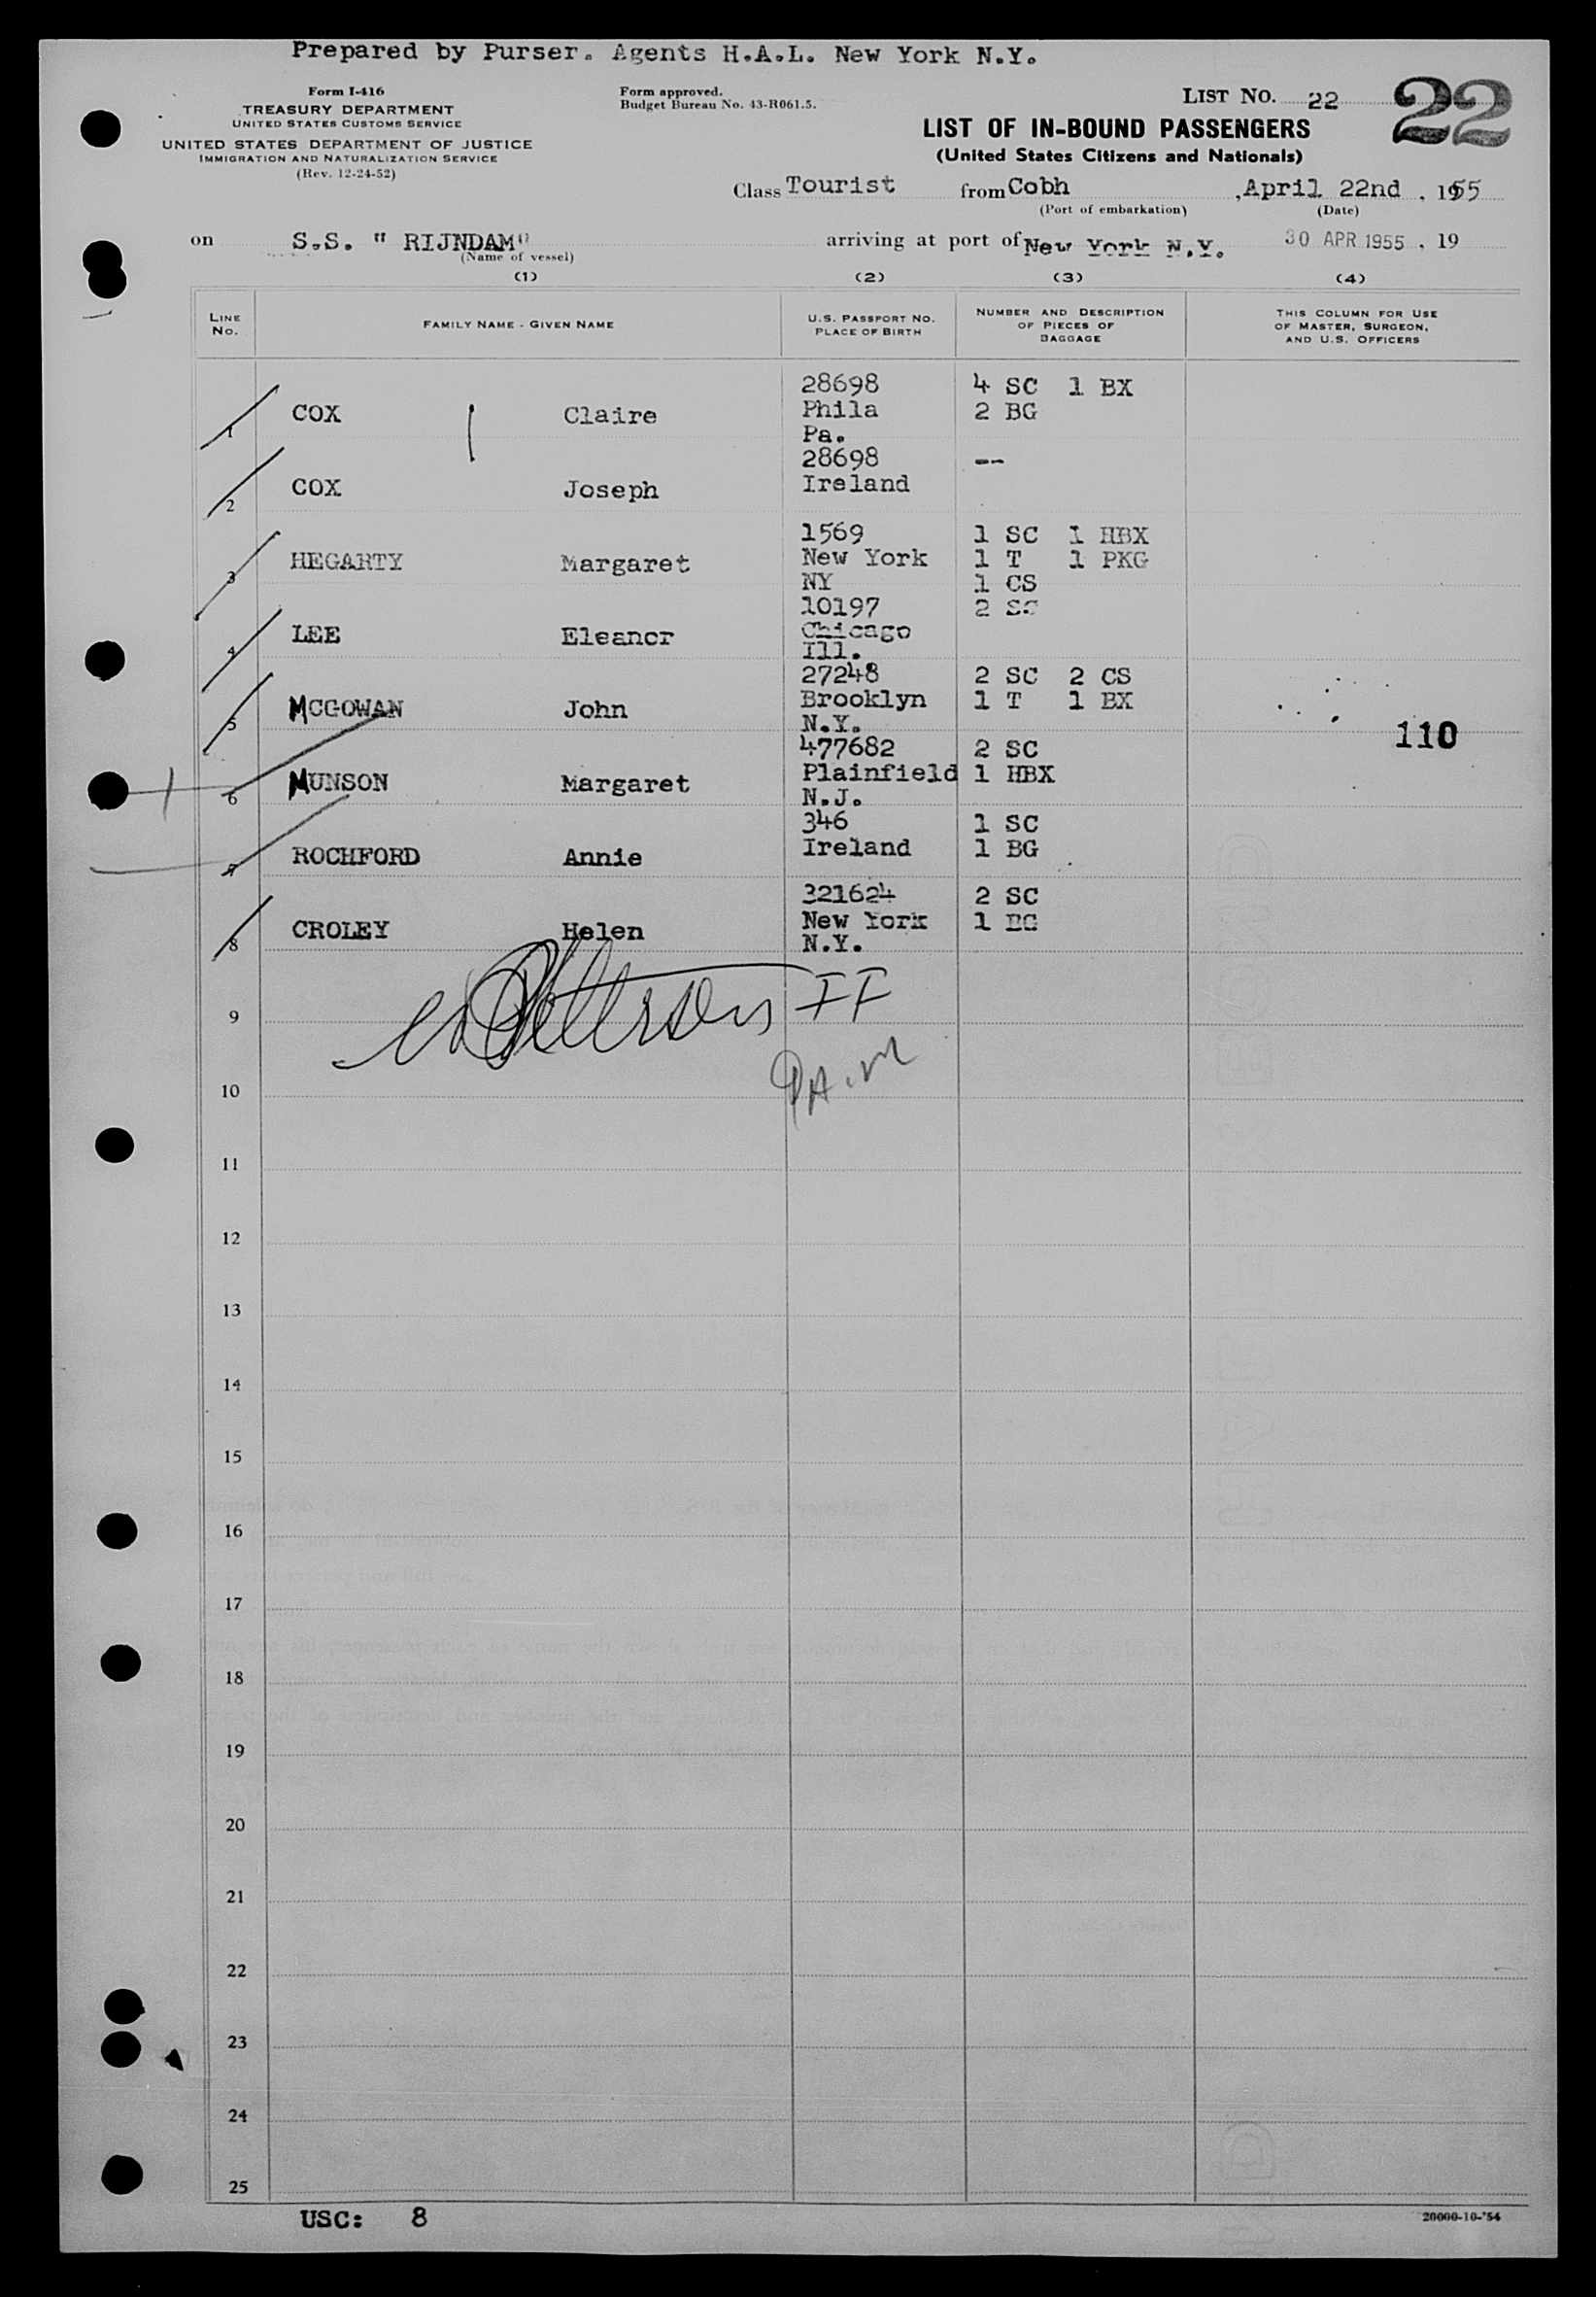 Prepared by Purser. Agents H.A.L. New York N.Y.
Form I-416
TREASURY DEPARTMENT
UNITED STATES CUSTOMS SERVICE
UNITED STATES DEPARTMENT OF JUSTICE
IMMIGRATION AND NATURALIZATION SERVICE
(Rev. 12-24-52)
Form approved.
Budget Bureau No. 43-R061.5.
LIST NO. 22
22
LIST OF IN-BOUND PASSENGERS
(United States Citizens and Nationals)
Class Tourist from Cobh , April 22nd , 1955
(Port of embarkation) (Date)
on S.S. " RIJNDAM" arriving at port of New York N.Y. 30 APR 1955 , 19
(Name of vessel)
(1) (2) (3) (4)
LINE NO.
FAMILY NAME - GIVEN NAME
U.S. PASSPORT NO.
PLACE OF BIRTH
NUMBER AND DESCRIPTION
OF PIECES OF
BAGGAGE
THIS COLUMN FOR USE
OF MASTER, SURGEON,
AND U.S. OFFICERS
28698 4 SC 1 BX
1 COX Claire Phila 2 BG
Pa.
28698 --
2 COX Joseph Ireland
1569 1 SC 1 HBX
3 HEGARTY Margaret New York 1 T 1 PKG
NY 1 CS
10197 2 SC
4 LEE Eleanor Chicago
Ill.
27248 2 SC 2 CS
5 MCGOWAN John Brooklyn 1 T 1 BX
N.Y.
110
477682 2 SC
6 MUNSON Margaret Plainfield 1 HBX
N.J.
346 1 SC
7 ROCHFORD Annie Ireland 1 BG
321624 2 SC
8 CROLEY Helen New York 1 BG
N.Y.
9
10
11
12
13
14
15
16
17
18
19
20
21
22
23
24
25
USC: 8
20000-10-'54